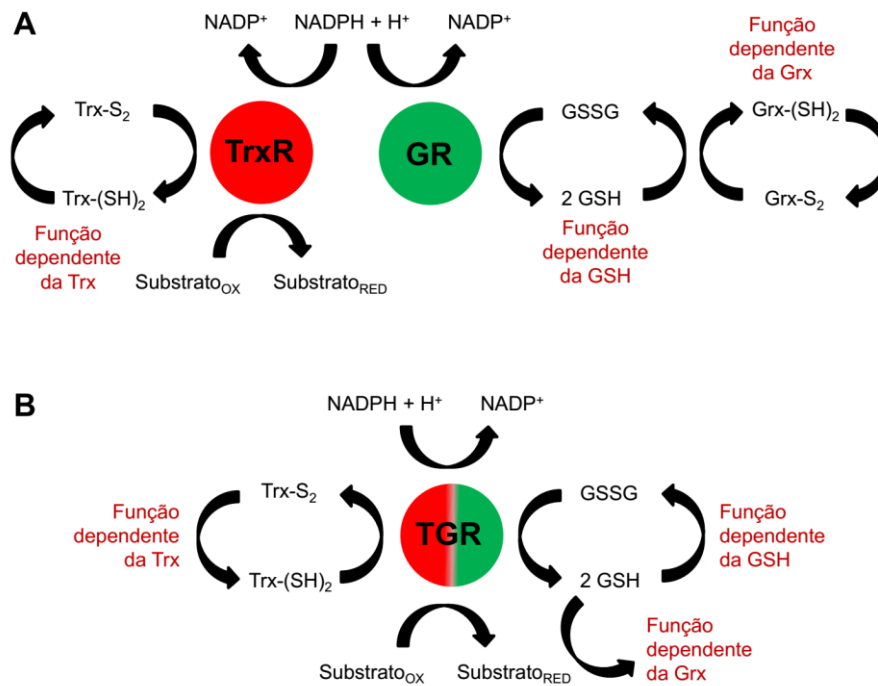 A
NADP⁺ NADPH + H⁺ NADP⁺
Função
dependente
da Grx
Trx-S₂ GSSG Grx-(SH)₂
TrxR GR
Trx-(SH)₂ 2 GSH Grx-S₂
Função
dependente
da Trx
Função
dependente
da GSH
Substrato_OX Substrato_RED
B
NADPH + H⁺ NADP⁺
Trx-S₂ GSSG
Função
dependente
da Trx
TGR
Função
dependente
da GSH
Trx-(SH)₂ 2 GSH
Substrato_OX Substrato_RED
Função
dependente
da Grx